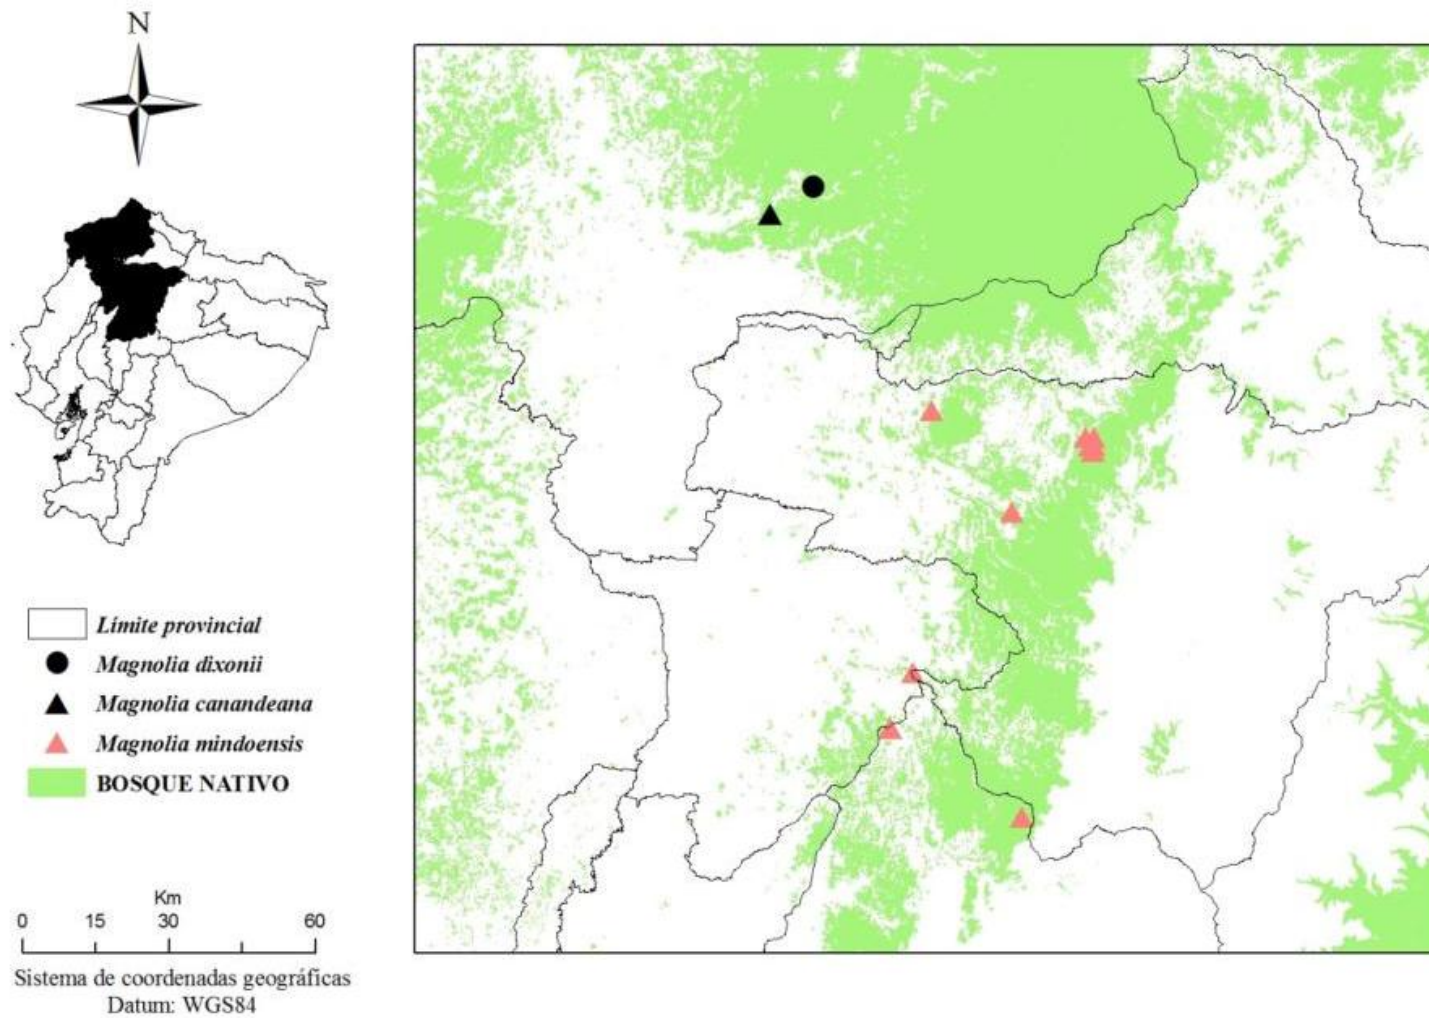 N
Límite provincial
Magnolia dixonii
Magnolia canandeana
Magnolia mindoensis
BOSQUE NATIVO
Km
0 15 30 60
Sistema de coordenadas geográficas
Datum: WGS84